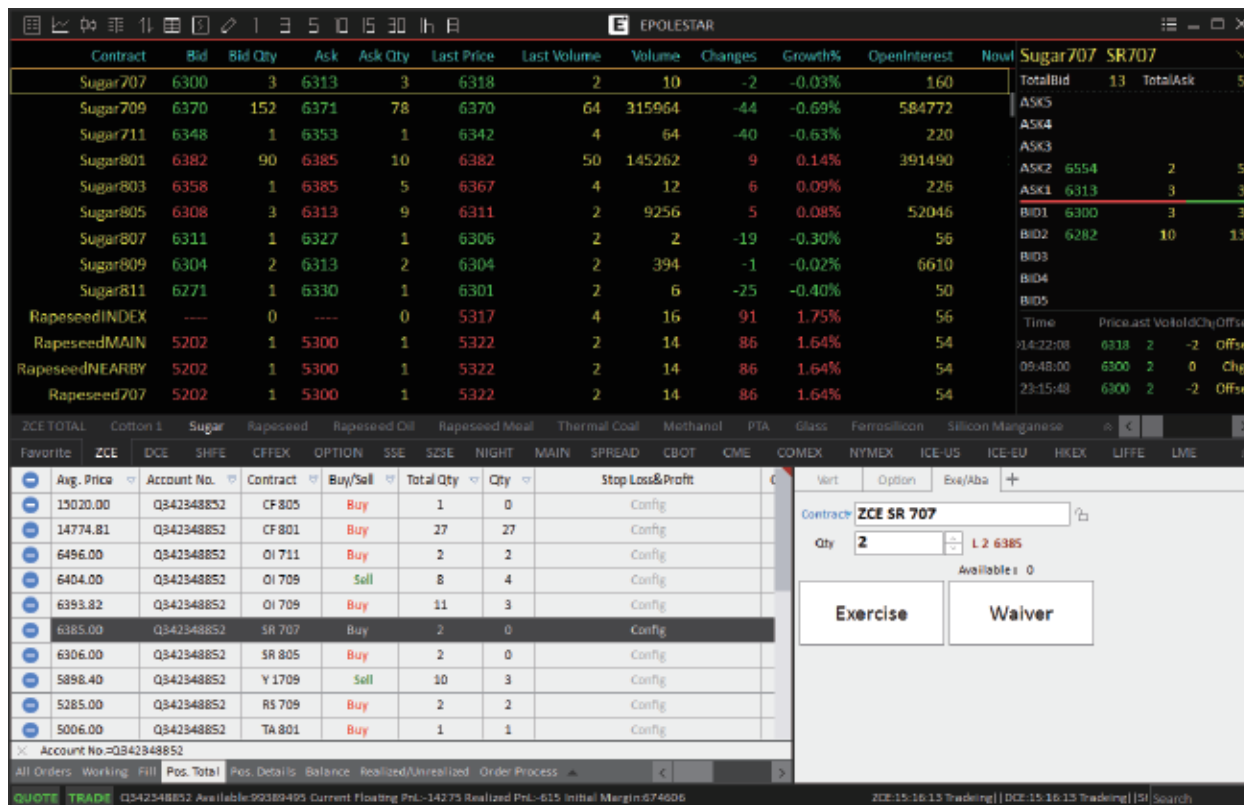 1 3 5 10 15 30 1h 日 EPOLESTAR
Contract Bid Bid Qty Ask Ask Qty Last Price Last Volume Volume Changes Growth% OpenInterest Sugar707 SR707
Sugar707 6300 3 6313 3 6318 2 10 -2 -0.03% 160 TotalBid 13 TotalAsk
Sugar709 6370 152 6371 78 6370 64 315964 -44 -0.69% 584772 ASK5
Sugar711 6348 1 6353 1 6342 4 64 -40 -0.63% 220 ASK4
ASK3
Sugar801 6382 90 6385 10 6382 50 145262 9 0.14% 391490 ASK2 6554 2
Sugar803 6358 1 6385 5 6367 4 12 6 0.09% 226 ASK1 6313 3
Sugar805 6308 3 6313 9 6311 2 9256 5 0.08% 52046 BID1 6300 3
Sugar807 6311 1 6327 1 6306 2 2 -19 -0.30% 56 BID2 6282 10 13
Sugar809 6304 2 6313 2 6304 2 394 -1 -0.02% 6610 BID3
BID4
Sugar811 6271 1 6330 1 6301 2 6 -25 -0.40% 50 BID5
RapeseedINDEX ---- 0 ---- 0 5317 4 16 91 1.75% 56 Time
RapeseedMAIN 5202 1 5300 1 5322 2 14 86 1.64% 54 14:22:08 6318 2 -2
RapeseedNEARBY 5202 1 5300 1 5322 2 14 86 1.64% 54 09:48:00 6300 2 0 Chg
Rapeseed707 5202 1 5300 1 5322 2 14 86 1.64% 54 23:15:48 6300 2 -2
ZCE TOTAL Cotton 1 Sugar Rapeseed Rapeseed Oil Rapeseed Meal Thermal Coal Methanol PTA Glass Ferrosilicon Silicon Manganese
Favorite ZCE DCE SHFE CFFEX OPTION SSE SZSE NIGHT MAIN SPREAD CBOT CME COMEX NYMEX ICE-US ICE-EU HKEX LIFFE LME
Avg. Price Account No. Contract Buy/Sell Total Qty Qty Stop Loss&Profit
15020.00 Q342348852 CF 805 Buy 1 0 Config
14774.81 Q342348852 CF 801 Buy 27 27 Config
6496.00 Q342348852 OI 711 Buy 2 2 Config
6404.00 Q342348852 OI 709 Sell 8 4 Config
6393.82 Q342348852 OI 709 Buy 11 3 Config
6385.00 Q342348852 SR 707 Buy 2 0 Config
6306.00 Q342348852 SR 805 Buy 2 0 Config
5898.40 Q342348852 Y 1709 Sell 10 3 Config
5285.00 Q342348852 RS 709 Buy 2 2 Config
5006.00 Q342348852 TA 801 Buy 1 1 Config
Account No.=Q342348852
All Orders Working Fill Pos. Total Pos. Details Balance Realized/Unrealized Order Process
Vert Option Exe/Aba +
Contract ZCE SR 707
Qty 2 L 2 6385
Available: 0
Exercise Waiver
QUOTE TRADE Q342348852 Available:99389495 Current Floating PnL:-14275 Realized PnL:-615 Initial Margin:674606 ZCE:15:16:13 Tradeing||DCE:15:16:13 Tradeing||SI Search